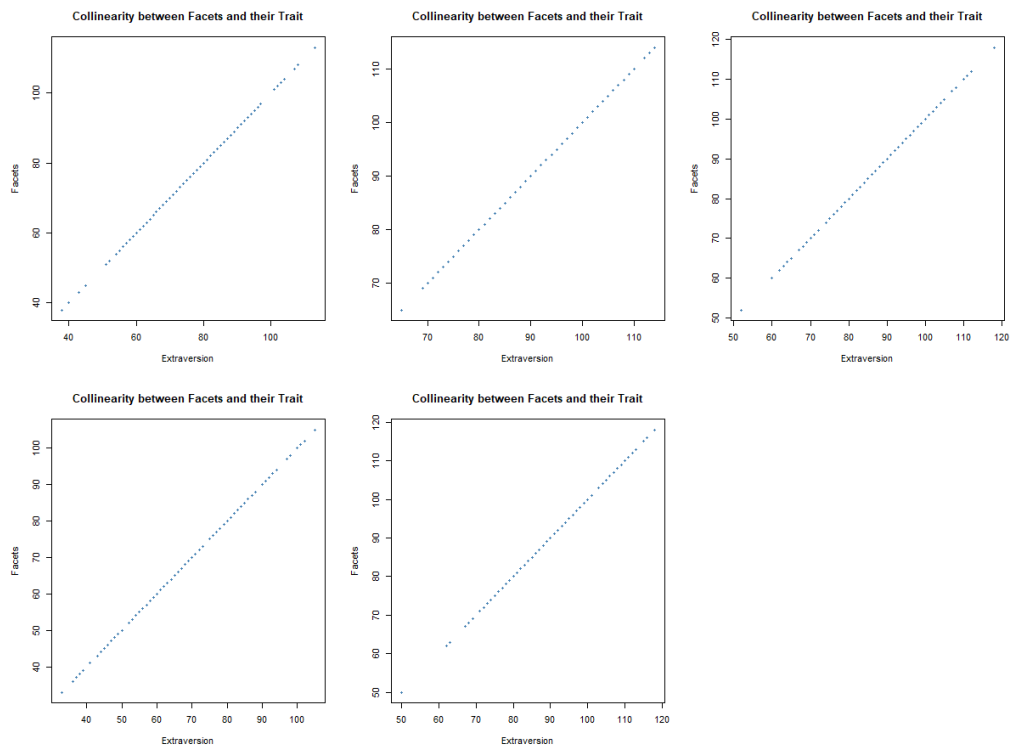 Collinearity between Facets and their Trait
Facets
100
80
60
40
40 60 80 100
Extraversion
Collinearity between Facets and their Trait
Facets
110
100
90
80
70
70 80 90 100 110
Extraversion
Collinearity between Facets and their Trait
Facets
120
110
100
90
80
70
60
50
50 60 70 80 90 100 110 120
Extraversion
Collinearity between Facets and their Trait
Facets
100
90
80
70
60
50
40
40 50 60 70 80 90 100
Extraversion
Collinearity between Facets and their Trait
Facets
120
110
100
90
80
70
60
50
50 60 70 80 90 100 110 120
Extraversion